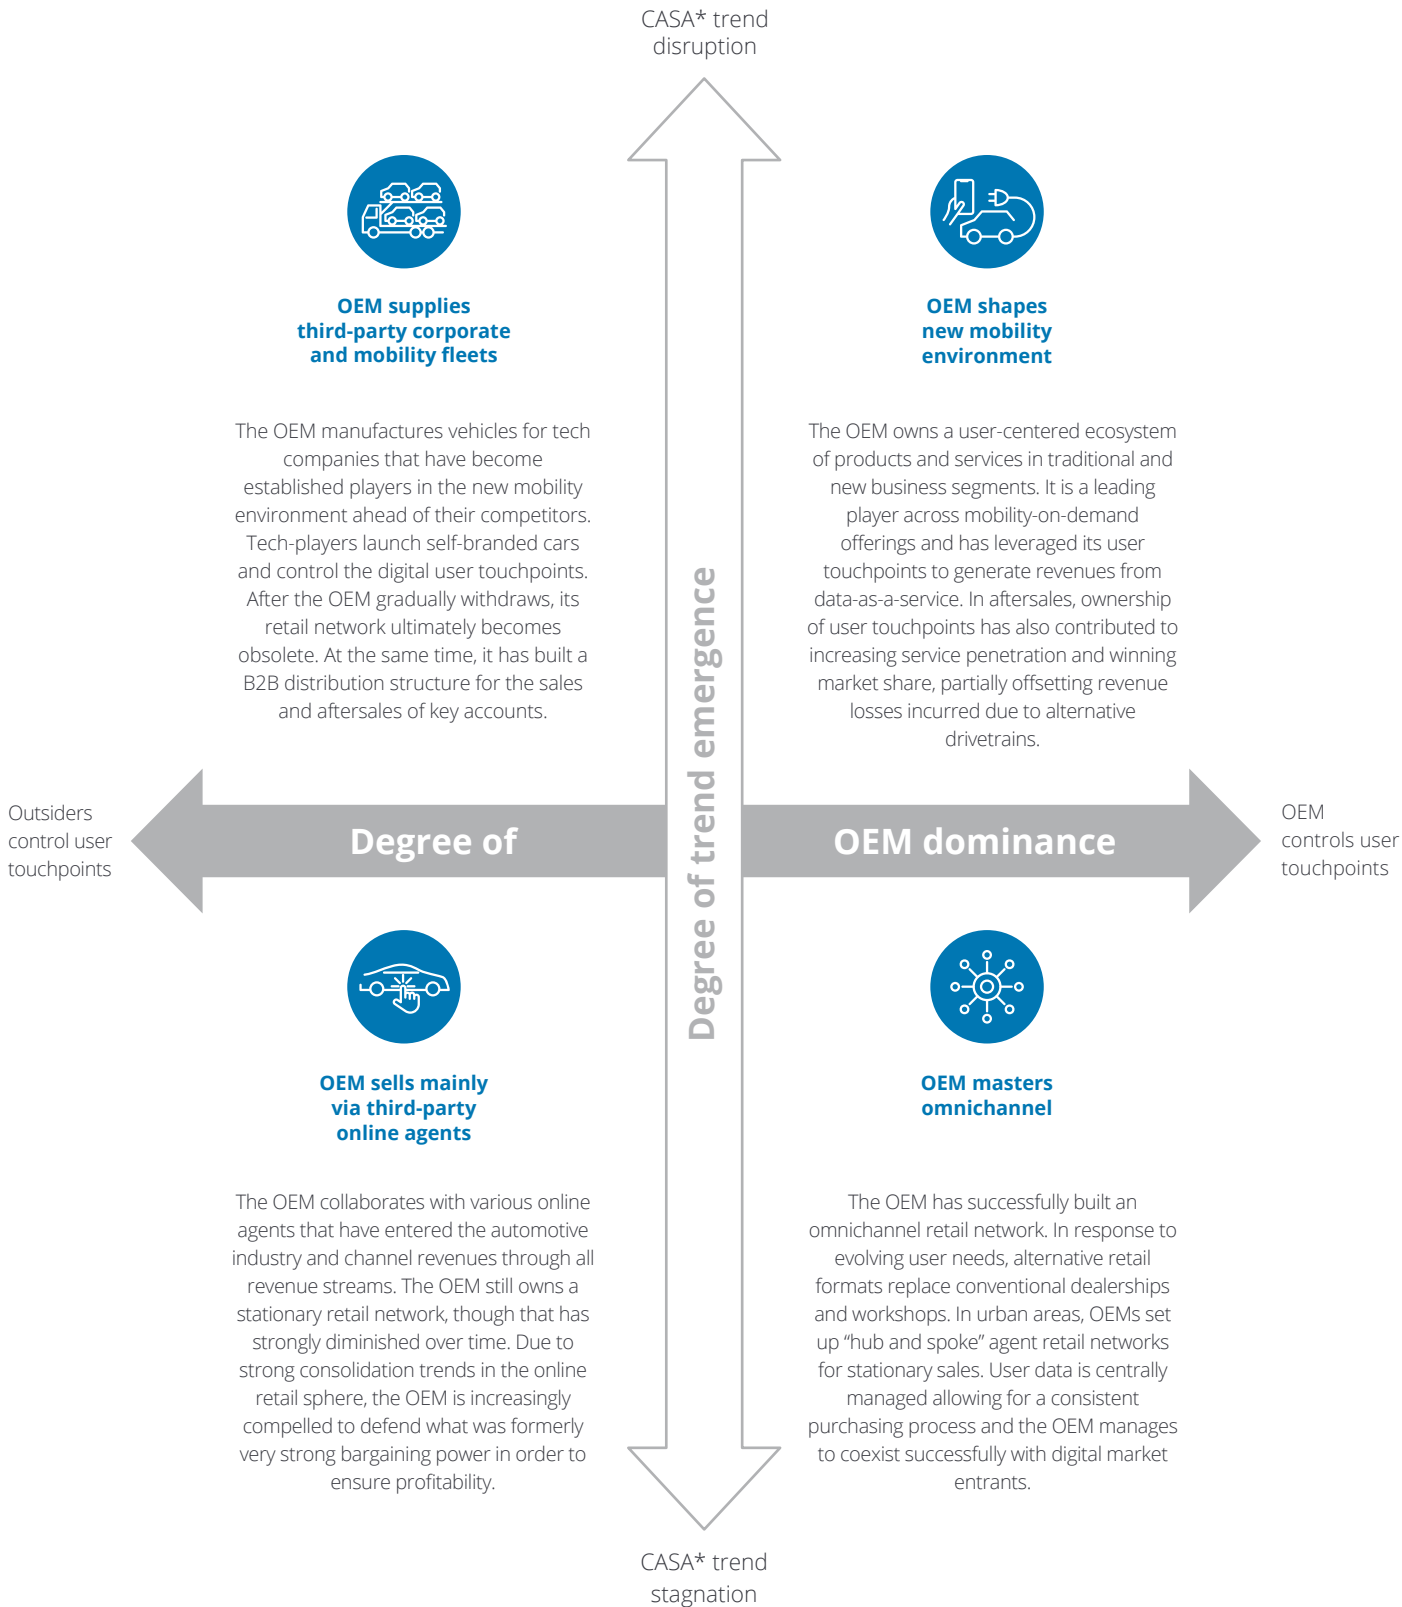 CASA* trend
disruption
OEM supplies
third-party corporate
and mobility fleets
The OEM manufactures vehicles for tech
companies that have become
established players in the new mobility
environment ahead of their competitors.
Tech-players launch self-branded cars
and control the digital user touchpoints.
After the OEM gradually withdraws, its
retail network ultimately becomes
obsolete. At the same time, it has built a
B2B distribution structure for the sales
and aftersales of key accounts.
OEM shapes
new mobility
environment
The OEM owns a user-centered ecosystem
of products and services in traditional and
new business segments. It is a leading
player across mobility-on-demand
offerings and has leveraged its user
touchpoints to generate revenues from
data-as-a-service. In aftersales, ownership
of user touchpoints has also contributed to
increasing service penetration and winning
market share, partially offsetting revenue
losses incurred due to alternative
drivetrains.
Degree of trend emergence
Outsiders
control user
touchpoints
Degree of
OEM dominance
OEM
controls user
touchpoints
OEM sells mainly
via third-party
online agents
The OEM collaborates with various online
agents that have entered the automotive
industry and channel revenues through all
revenue streams. The OEM still owns a
stationary retail network, though that has
strongly diminished over time. Due to
strong consolidation trends in the online
retail sphere, the OEM is increasingly
compelled to defend what was formerly
very strong bargaining power in order to
ensure profitability.
OEM masters
omnichannel
The OEM has successfully built an
omnichannel retail network. In response to
evolving user needs, alternative retail
formats replace conventional dealerships
and workshops. In urban areas, OEMs set
up “hub and spoke” agent retail networks
for stationary sales. User data is centrally
managed allowing for a consistent
purchasing process and the OEM manages
to coexist successfully with digital market
entrants.
CASA* trend
stagnation